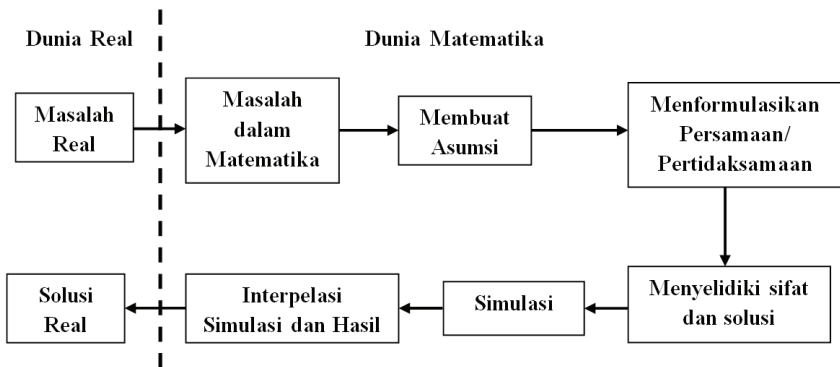 Dunia Real
Dunia Matematika
Masalah
Real
Masalah
dalam
Matematika
Membuat
Asumsi
Menformulasikan
Persamaan/
Pertidaksamaan
Solusi
Real
Interpelasi
Simulasi dan Hasil
Simulasi
Menyelidiki sifat
dan solusi